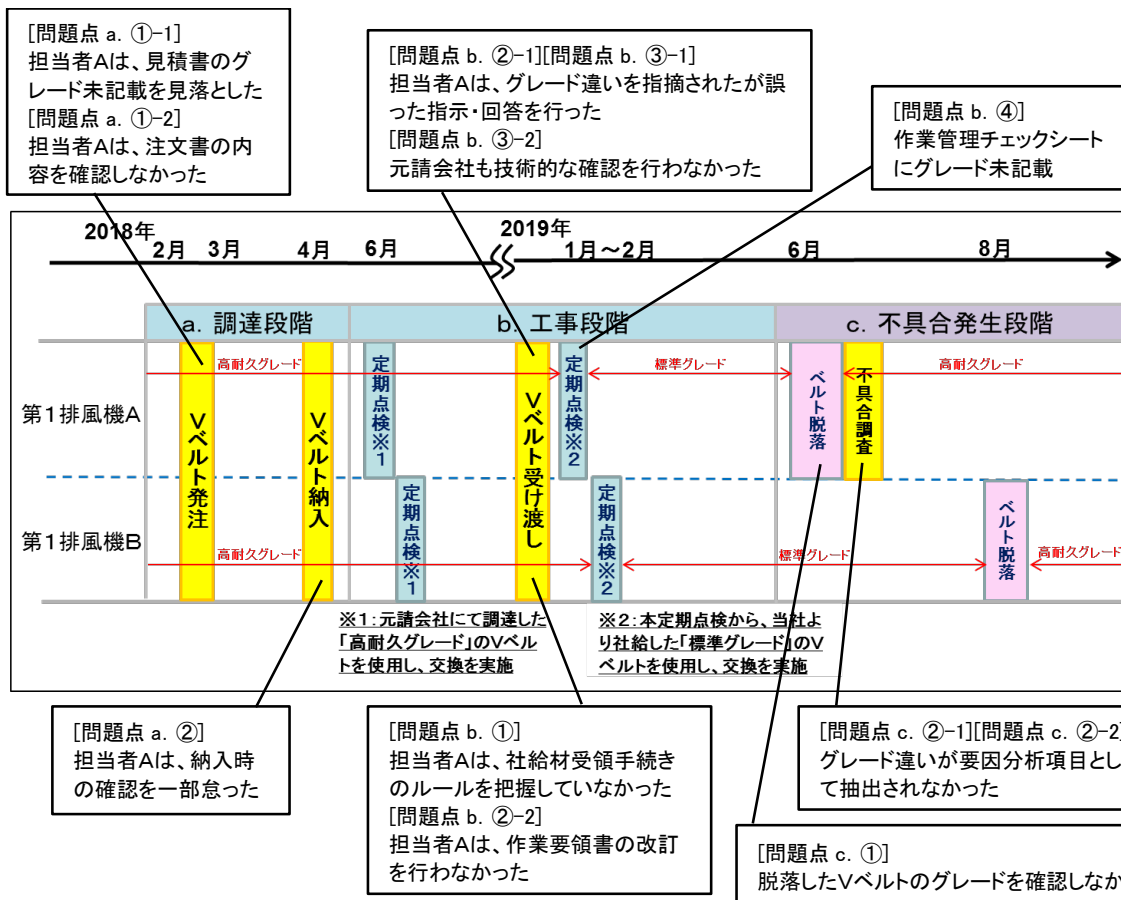 [問題点 a. ①-1]
担当者Aは、見積書のグ
レード未記載を見落とした
[問題点 a. ①-2]
担当者Aは、注文書の内
容を確認しなかった
[問題点 b. ②-1][問題点 b. ③-1]
担当者Aは、グレード違いを指摘されたが誤
った指示・回答を行った
[問題点 b. ③-2]
元請会社も技術的な確認を行わなかった
[問題点 b. ④]
作業管理チェックシート
にグレード未記載
2018年
2月 3月 4月 6月
2019年
1月～2月 6月 8月
a. 調達段階
b. 工事段階
c. 不具合発生段階
第1排風機A
高耐久グレード
標準グレード
高耐久グレード
Vベルト発注
Vベルト納入
定期点検※1
Vベルト受け渡し
定期点検※2
ベルト脱落
不具合調査
第1排風機B
高耐久グレード
定期点検※1
定期点検※2
標準グレード
ベルト脱落
高耐久グレード
※1:元請会社にて調達した
「高耐久グレード」のVベル
トを使用し、交換を実施
※2:本定期点検から、当社よ
り社給した「標準グレード」のV
ベルトを使用し、交換を実施
[問題点 a. ②]
担当者Aは、納入時
の確認を一部怠った
[問題点 b. ①]
担当者Aは、社給材受領手続き
のルールを把握していなかった
[問題点 b. ②-2]
担当者Aは、作業要領書の改訂
を行わなかった
[問題点 c. ②-1][問題点 c. ②-2
グレード違いが要因分析項目とし
て抽出されなかった
[問題点 c. ①]
脱落したVベルトのグレードを確認しなか